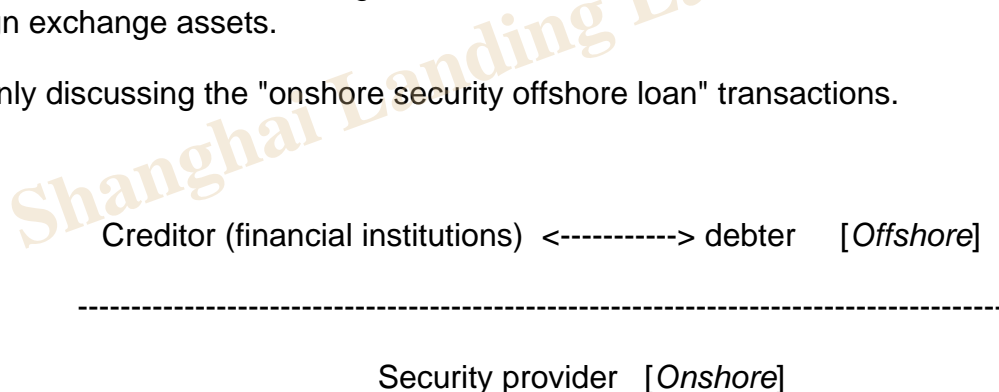 n exchange assets.
nly discussing the "onshore security offshore loan" transactions.
Shanghai Landing
Creditor (financial institutions) <-----------> debter [Offshore]
--------------------------------------------------------------------------------------
Security provider [Onshore]